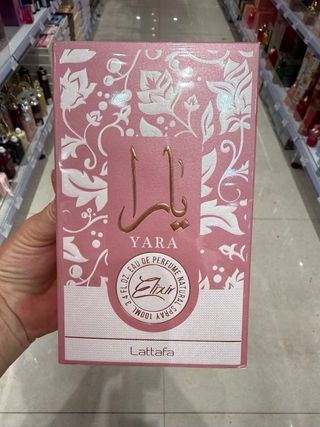 يارا
YARA
3.4 FL.OZ. EAU DE PERFUME NATURAL SPRAY 100ML.
Elixir
Lattafa